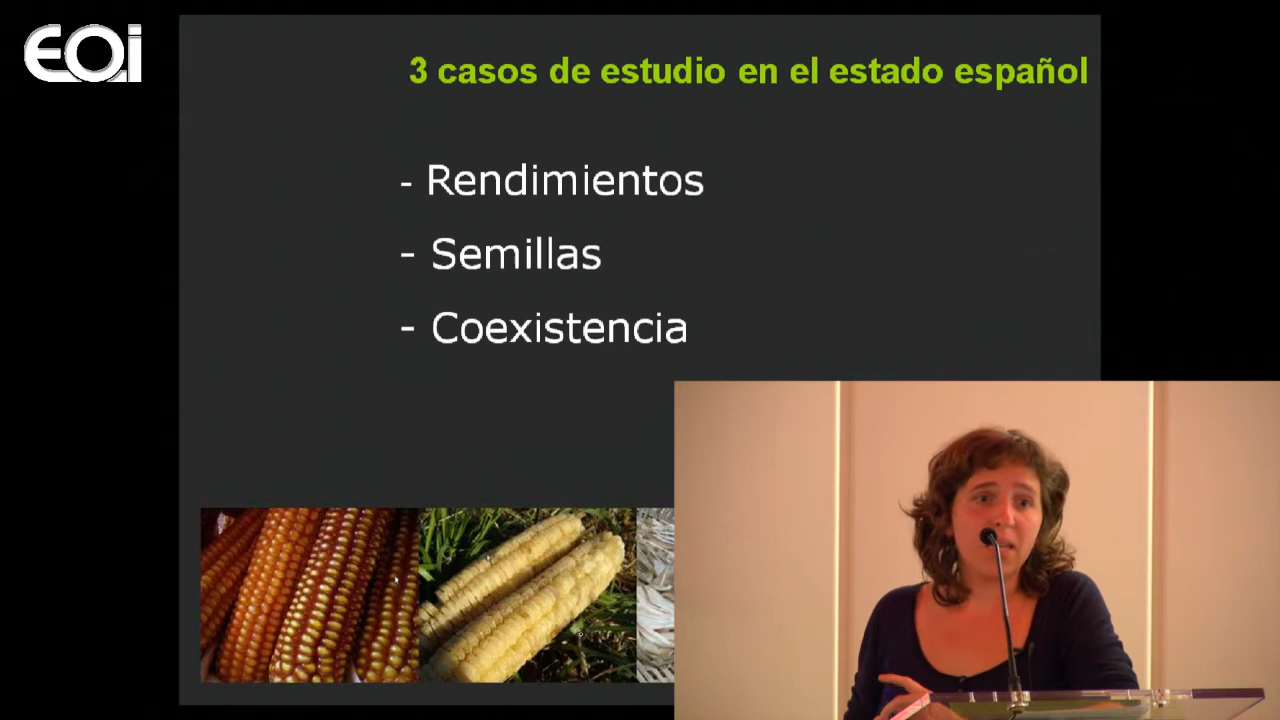 EOI
3 casos de estudio en el estado español
- Rendimientos
- Semillas
- Coexistencia